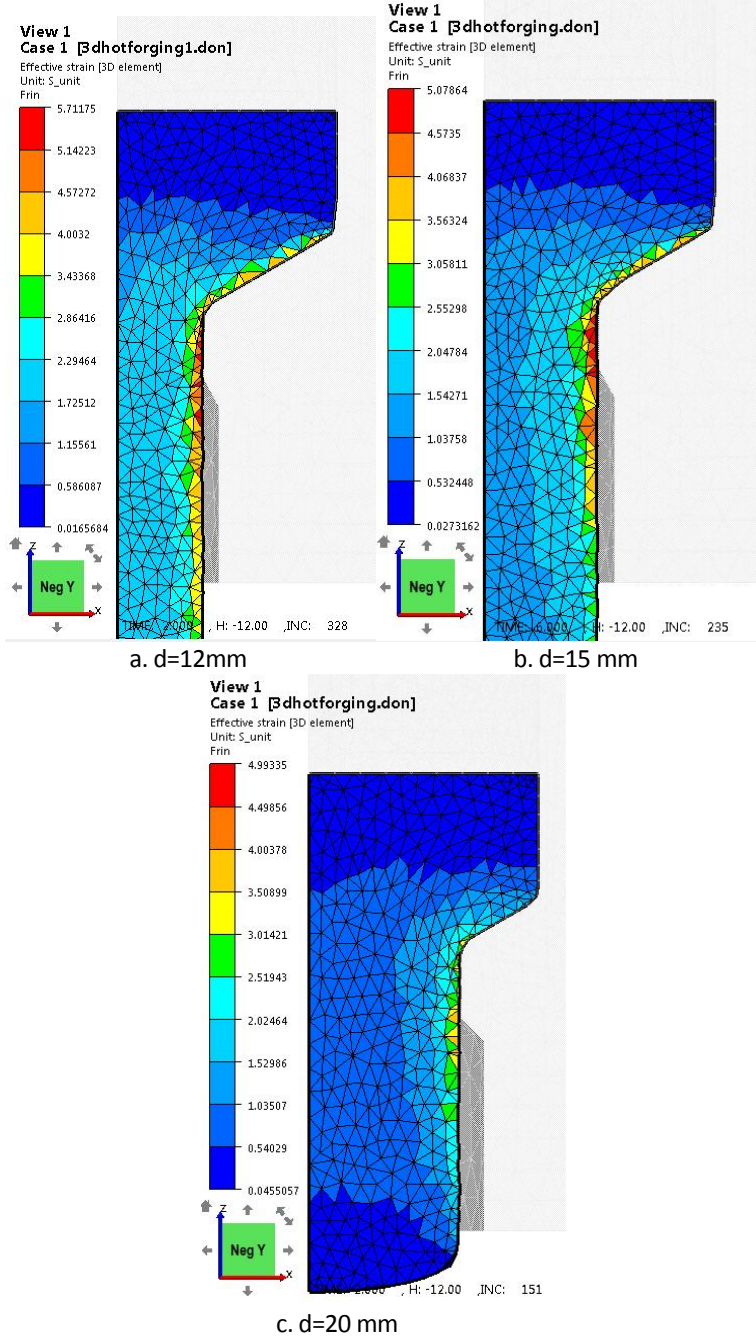 View 1
Case 1 [3dhotforging1.don]
Effective strain [3D element]
Unit: S_unit
Frin
5.71175
5.14223
4.57272
4.0032
3.43368
2.86416
2.29464
1.72512
1.15561
0.586087
0.0165684
Z
Neg Y
X
, H: -12.00 ,INC: 328
a. d=12mm
View 1
Case 1 [3dhotforging.don]
Effective strain [3D element]
Unit: S_unit
Frin
5.07864
4.5735
4.06837
3.56324
3.05811
2.55298
2.04784
1.54271
1.03758
0.532448
0.0273162
Z
Neg Y
X
H: -12.00 ,INC: 235
b. d=15 mm
View 1
Case 1 [3dhotforging.don]
Effective strain [3D element]
Unit: S_unit
Frin
4.99335
4.49856
4.00378
3.50899
3.01421
2.51943
2.02464
1.52986
1.03507
0.54029
0.0455057
Z
Neg Y
X
, H: -12.00 ,INC: 151
c. d=20 mm